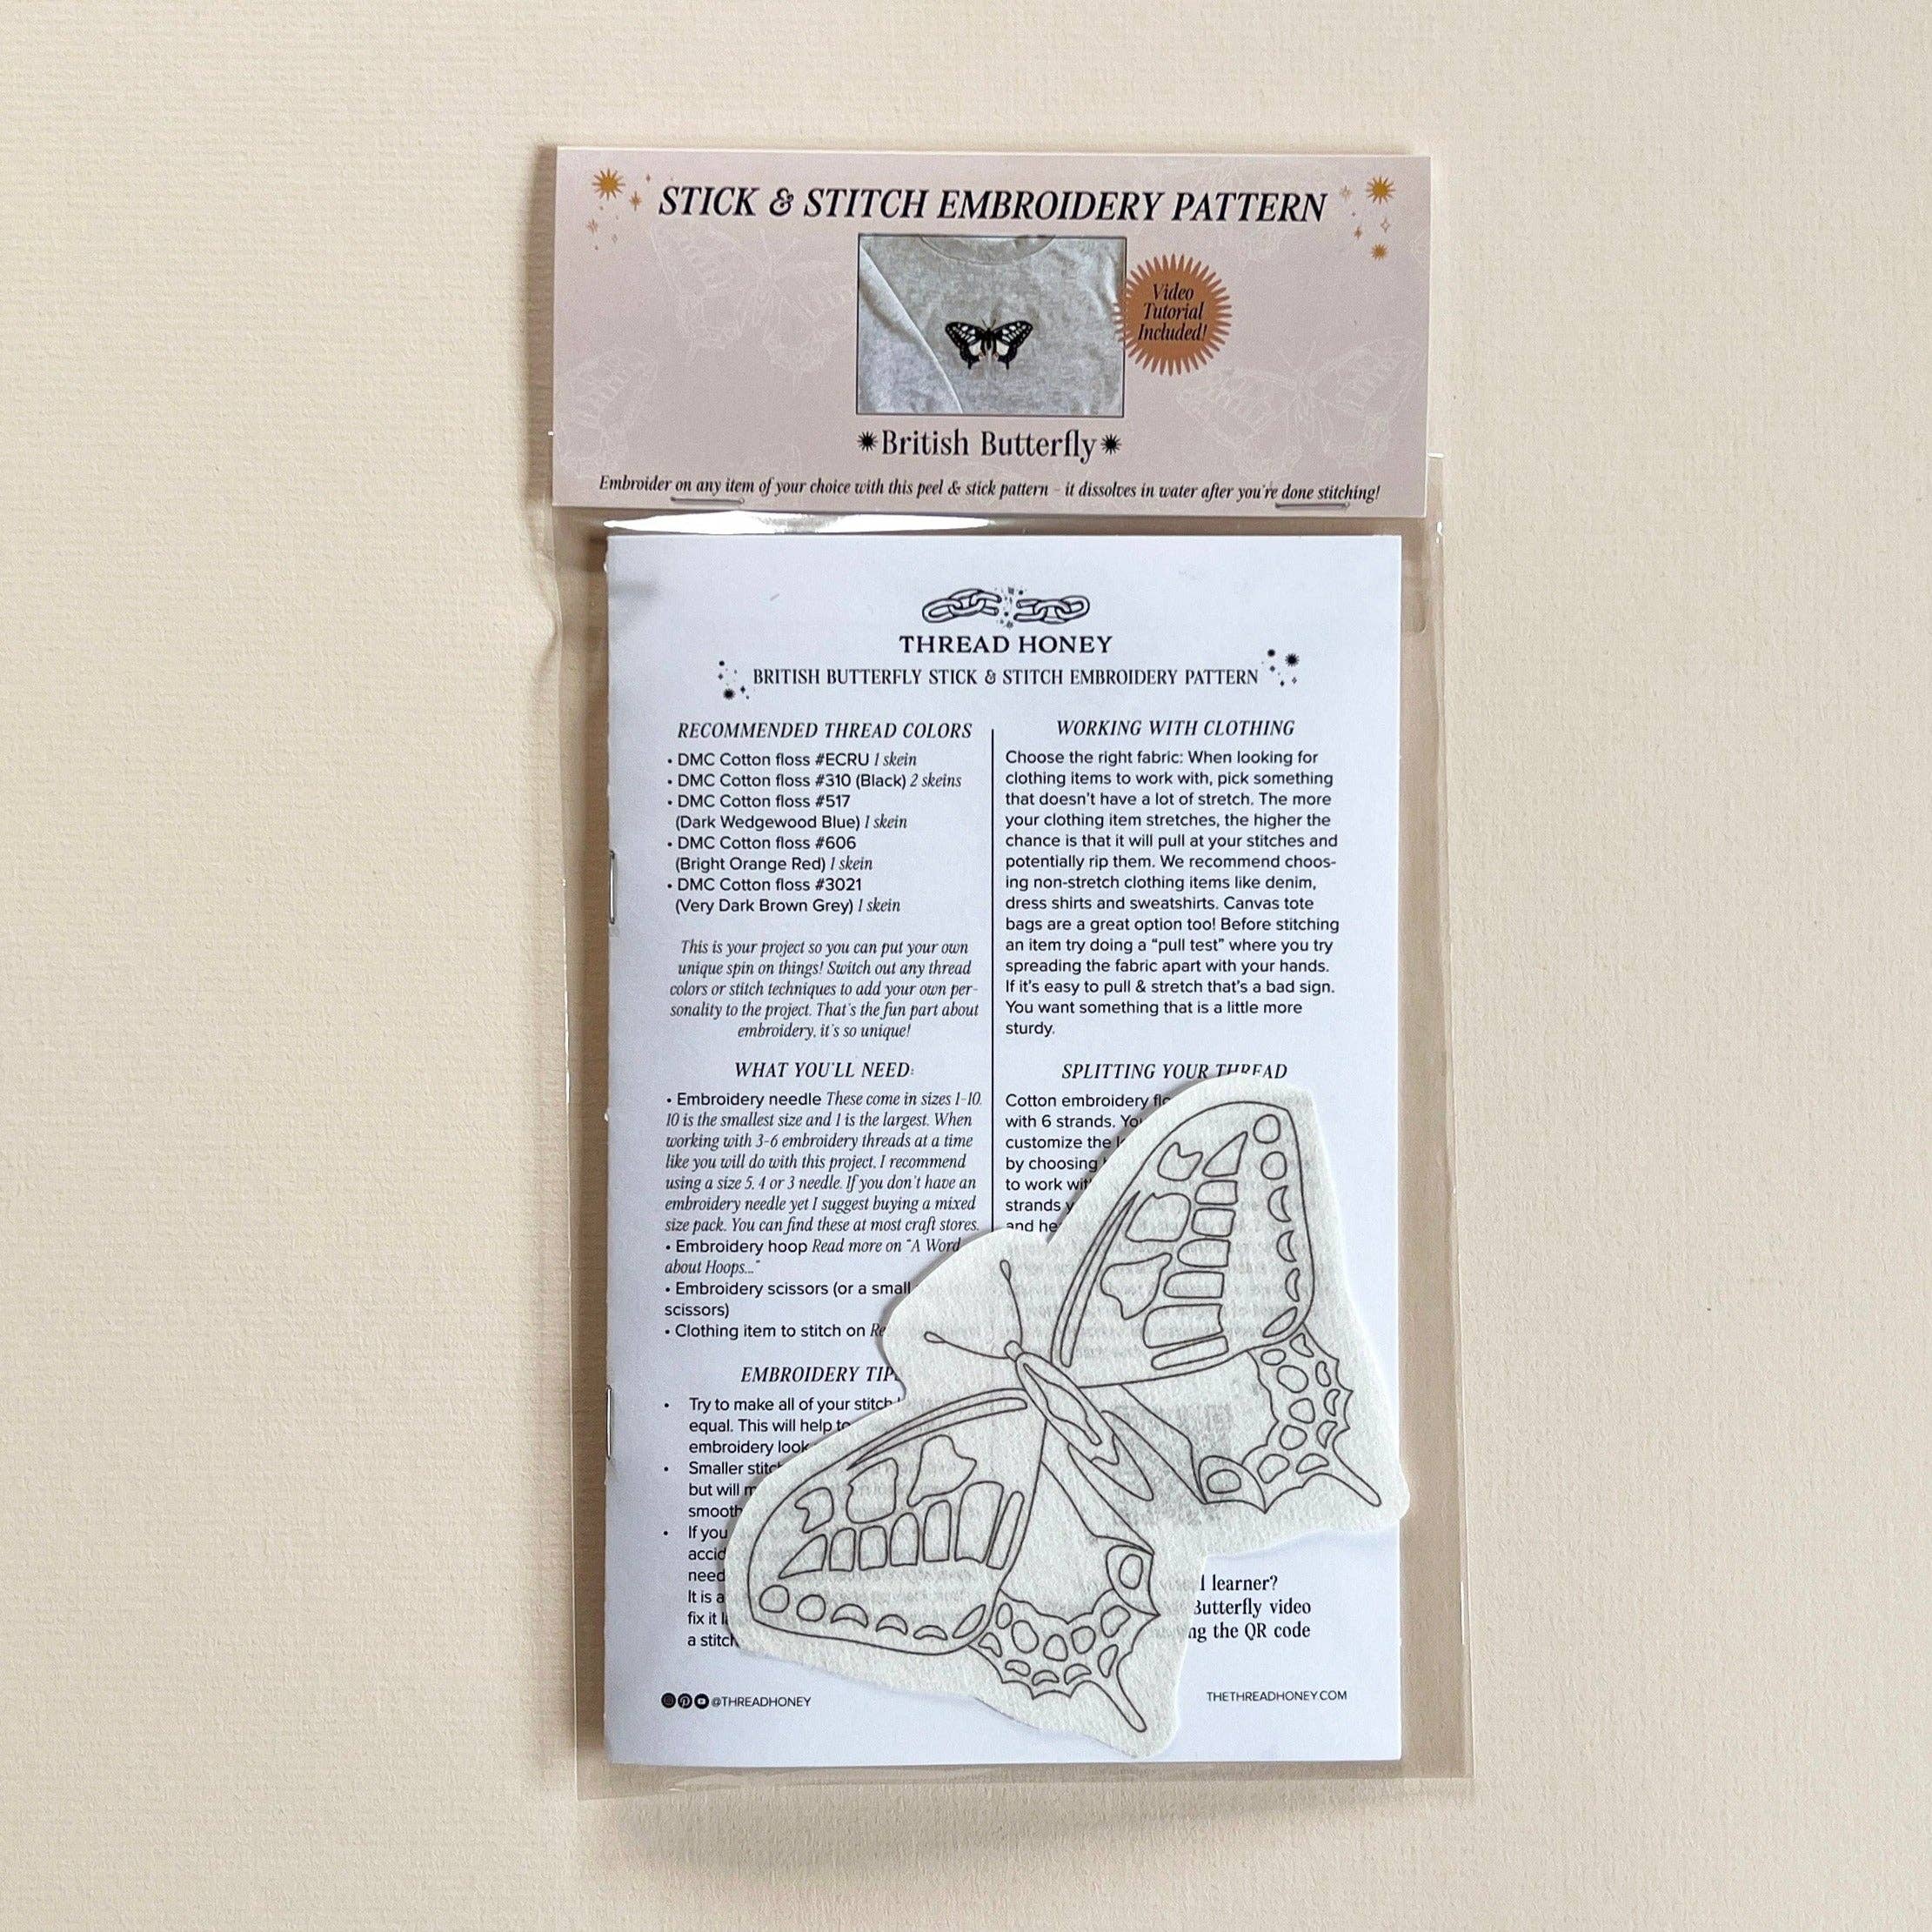 STICK & STITCH EMBROIDERY PATTERN
Video
Tutorial
Included!
British Butterfly
Embroider on any item of your choice with this peel & stick pattern - it dissolves in water after you're done stitching!
THREAD HONEY
BRITISH BUTTERFLY STICK & STITCH EMBROIDERY PATTERN
RECOMMENDED THREAD COLORS
• DMC Cotton floss #ECRU 1 skein
• DMC Cotton floss #310 (Black) 2 skeins
• DMC Cotton floss #517
(Dark Wedgewood Blue) 1 skein
• DMC Cotton floss #606
(Bright Orange Red) 1 skein
• DMC Cotton floss #3021
(Very Dark Brown Grey) 1 skein
This is your project so you can put your own
unique spin on things! Switch out any thread
colors or stitch techniques to add your own per-
sonality to the project. That's the fun part about
embroidery, it's so unique!
WHAT YOU'LL NEED:
• Embroidery needle These come in sizes 1-10.
10 is the smallest size and 1 is the largest. When
working with 3-6 embroidery threads at a time
like you will do with this project, I recommend
using a size 5, 4 or 3 needle. If you don't have an
embroidery needle yet I suggest buying a mixed
size pack. You can find these at most craft stores.
• Embroidery hoop Read more on "A Word
about Hoops..."
• Embroidery scissors (or a small
scissors)
• Clothing item to stitch on
EMBROIDERY
• Try to make all of your
equal. This will help
embroidery
• Smaller
but will
• If you
It is a
fix it
a
WORKING WITH CLOTHING
Choose the right fabric: When looking for
clothing items to work with, pick something
that doesn't have a lot of stretch. The more
your clothing item stretches, the higher the
chance is that it will pull at your stitches and
potentially rip them. We recommend choos-
ing non-stretch clothing items like denim,
dress shirts and sweatshirts. Canvas tote
bags are a great option too! Before stitching
an item try doing a "pull test" where you try
spreading the fabric apart with your hands.
If it's easy to pull & stretch that's a bad sign.
You want something that is a little more
sturdy.
SPLITTING YOUR THREAD
Cotton embroidery
with 6 strands.
customize the
by choosing
to work
strands
and
learner?
Butterfly video
the QR code
@THREADHONEY
THETHREADHONEY.COM